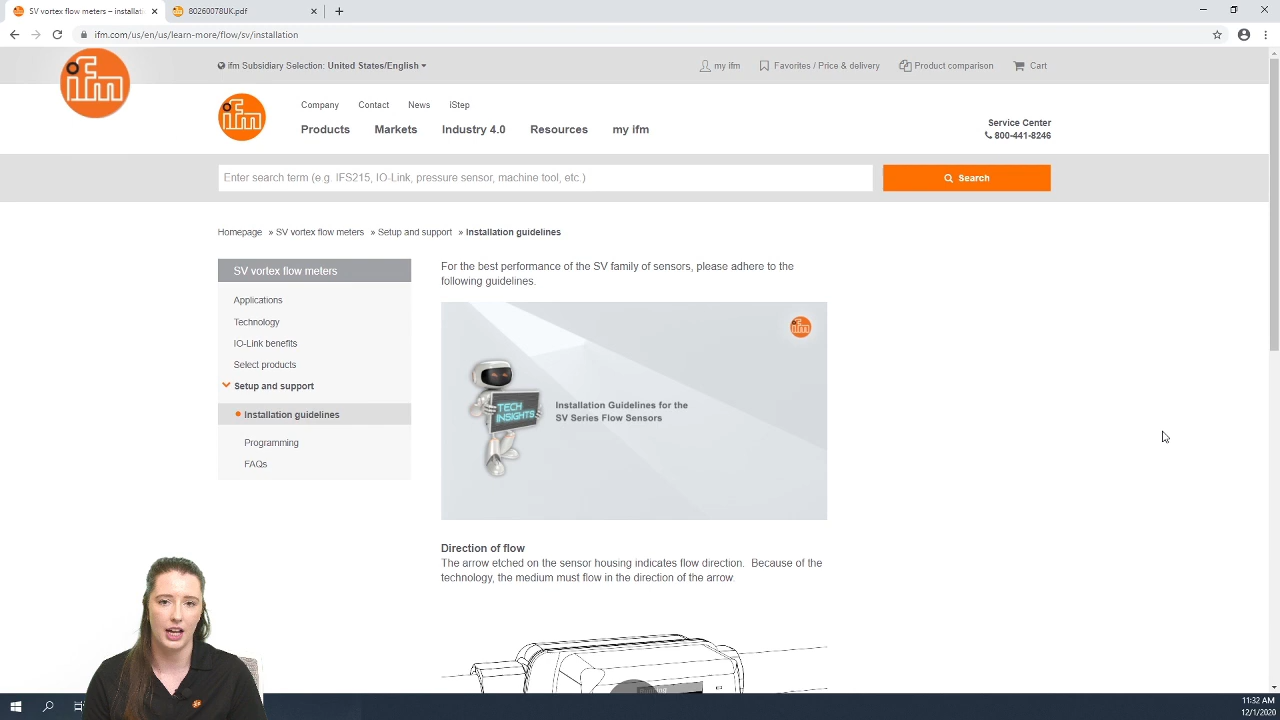 SV vortex flow meters – installati
80260078UK.pdf
ifm.com/us/en/us/learn-more/flow/sv/installation
ifm
ifm Subsidiary Selection: United States/English
my ifm
Favorites / Price & delivery
Product comparison
Cart
ifm
Company Contact News iStep
Products Markets Industry 4.0 Resources my ifm
Service Center
800-441-8246
Enter search term (e.g. IFS215, IO-Link, pressure sensor, machine tool, etc.)
Search
Homepage » SV vortex flow meters » Setup and support » Installation guidelines
SV vortex flow meters
Applications
Technology
IO-Link benefits
Select products
Setup and support
Installation guidelines
Programming
FAQs
For the best performance of the SV family of sensors, please adhere to the
following guidelines.
ifm
TECH
INSIGHTS
Installation Guidelines for the
SV Series Flow Sensors
Direction of flow
The arrow etched on the sensor housing indicates flow direction. Because of the
technology, the medium must flow in the direction of the arrow.
11:32 AM
12/1/2020